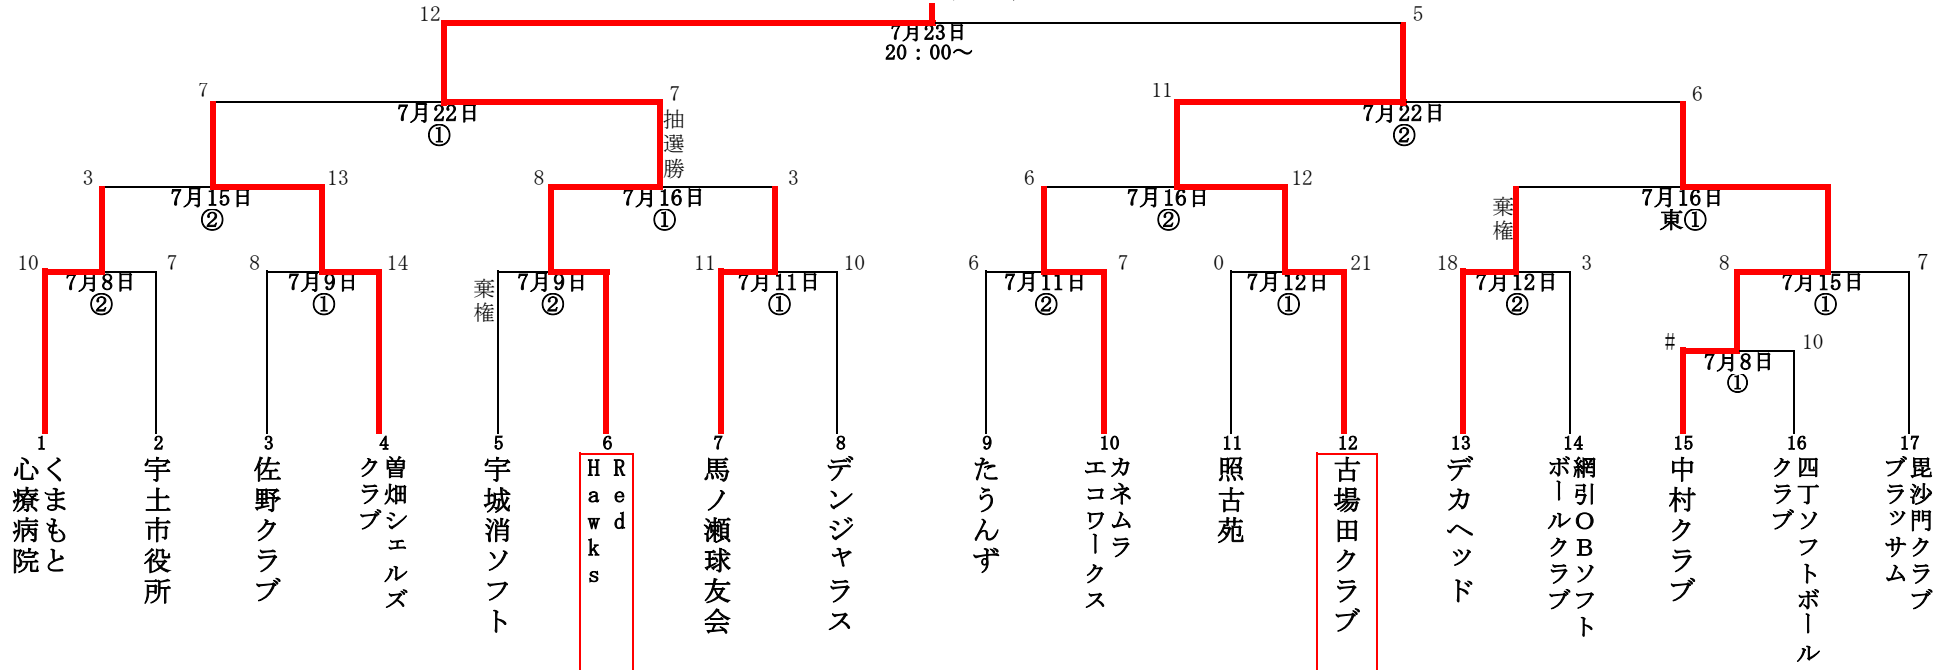 12
5
7月23日
20：00～
7
7
抽選勝
11
6
7月22日
①
7月22日
②
3
13
8
3
6
12
棄権
7月15日
②
7月16日
①
7月16日
②
7月16日
東①
10
7
8
14
棄権
11
10
6
7
0
21
18
3
8
7
7月8日
②
7月9日
①
7月9日
②
7月11日
①
7月11日
②
7月12日
①
7月12日
②
7月15日
①
#
10
7月8日
①
1
2
3
4
5
6
7
8
9
10
11
12
13
14
15
16
17
くまもと
心療病院
宇土市役所
佐野クラブ
曽畑シェルズ
クラブ
宇城消ソフト
Red
Hawks
馬ノ瀬球友会
デンジャラス
たうんず
カネムラ
エコワークス
照古苑
古場田クラブ
デカヘッド
網引ＯＢソフト
ボールクラブ
中村クラブ
四丁ソフトボール
クラブ
毘沙門クラブ
ブラッサム